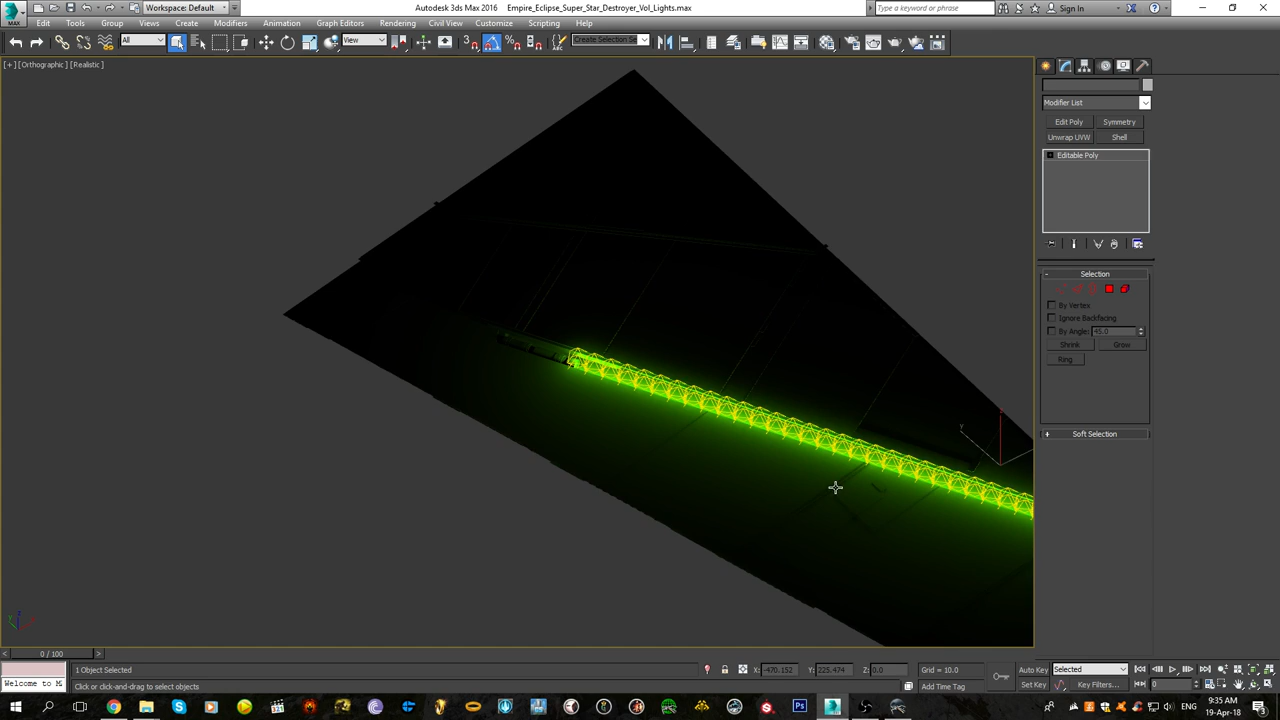 Autodesk 3ds Max 2016 Empire_Eclipse_Super_Star_Destroyer_Vol_Lights.max
Workspace: Default
Type a keyword or phrase
Sign In
MAX
Edit Tools Group Views Create Modifiers Animation Graph Editors Rendering Civil View Customize Scripting Help
All
View
Create Selection Se
[+] [Orthographic] [Realistic]
Modifier List
Edit Poly Symmetry
Unwrap UVW Shell
Editable Poly
- Selection
By Vertex
Ignore Backfacing
By Angle: 45.0
Shrink Grow
Ring
+ Soft Selection
0 / 100
1 Object Selected
X: -470.152 Y: 225.474 Z: 0.0
Grid = 10.0
Auto Key Selected
Welcome to M
Click or click-and-drag to select objects
Add Time Tag
Set Key Key Filters... 0
9:35 AM
19-Apr-18